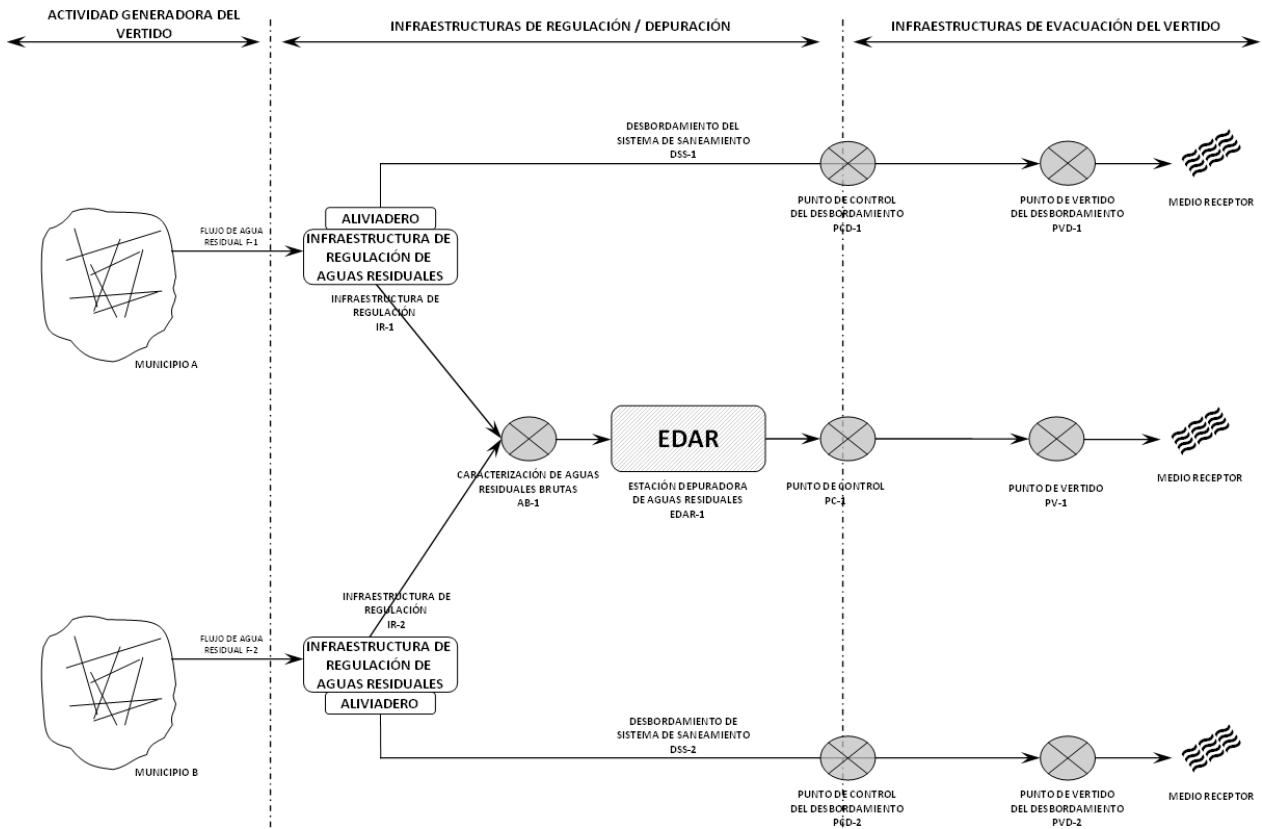 ACTIVIDAD GENERADORA DEL
VERTIDO
INFRAESTRUCTURAS DE REGULACIÓN / DEPURACIÓN
INFRAESTRUCTURAS DE EVACUACIÓN DEL VERTIDO
DESBORDAMIENTO DEL
SISTEMA DE SANEAMIENTO
DSS-1
PUNTO DE CONTROL
DEL DESBORDAMIENTO
PCD-1
PUNTO DE VERTIDO
DEL DESBORDAMIENTO
PVD-1
MEDIO RECEPTOR
FLUJO DE AGUA
RESIDUAL F-1
ALIVIADERO
INFRAESTRUCTURA DE
REGULACIÓN DE
AGUAS RESIDUALES
INFRAESTRUCTURA DE
REGULACIÓN
IR-1
MUNICIPIO A
CARACTERIZACIÓN DE AGUAS
RESIDUALES BRUTAS
AB-1
EDAR
ESTACIÓN DEPURADORA
DE AGUAS RESIDUALES
EDAR-1
PUNTO DE CONTROL
PC-1
PUNTO DE VERTIDO
PV-1
MEDIO RECEPTOR
INFRAESTRUCTURA DE
REGULACIÓN
IR-2
FLUJO DE AGUA
RESIDUAL F-2
INFRAESTRUCTURA DE
REGULACIÓN DE
AGUAS RESIDUALES
ALIVIADERO
MUNICIPIO B
DESBORDAMIENTO DE
SISTEMA DE SANEAMIENTO
DSS-2
PUNTO DE CONTROL
DEL DESBORDAMIENTO
PCD-2
PUNTO DE VERTIDO
DEL DESBORDAMIENTO
PVD-2
MEDIO RECEPTOR